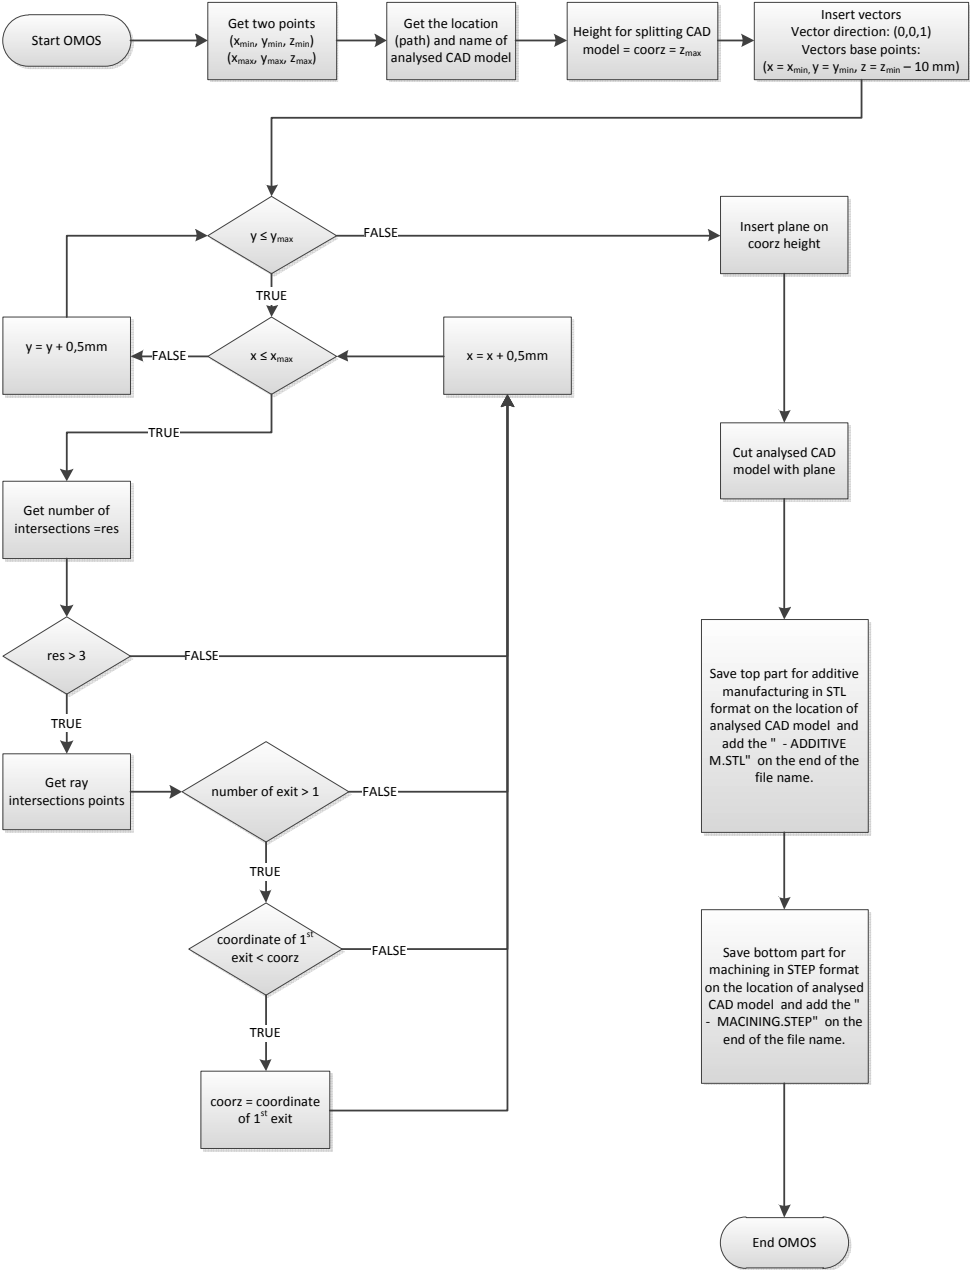 Start OMOS
Get two points
(xmin, ymin, zmin)
(xmax, ymax, zmax)
Get the location
(path) and name of
analysed CAD model
Height for splitting CAD
model = coorz = zmax
Insert vectors
Vector direction: (0,0,1)
Vectors base points:
(x = xmin, y = ymin, z = zmin – 10 mm)
y ≤ ymax
FALSE
Insert plane on
coorz height
TRUE
y = y + 0,5mm
FALSE
x ≤ xmax
x = x + 0,5mm
TRUE
Cut analysed CAD
model with plane
Get number of
intersections =res
res > 3
FALSE
TRUE
Save top part for additive
manufacturing in STL
format on the location of
analysed CAD model and
add the " - ADDITIVE
M.STL" on the end of the
file name.
Get ray
intersections points
number of exit > 1
FALSE
TRUE
coordinate of 1st
exit < coorz
FALSE
TRUE
Save bottom part for
machining in STEP format
on the location of analysed
CAD model and add the "
- MACINING.STEP" on the
end of the file name.
coorz = coordinate
of 1st exit
End OMOS